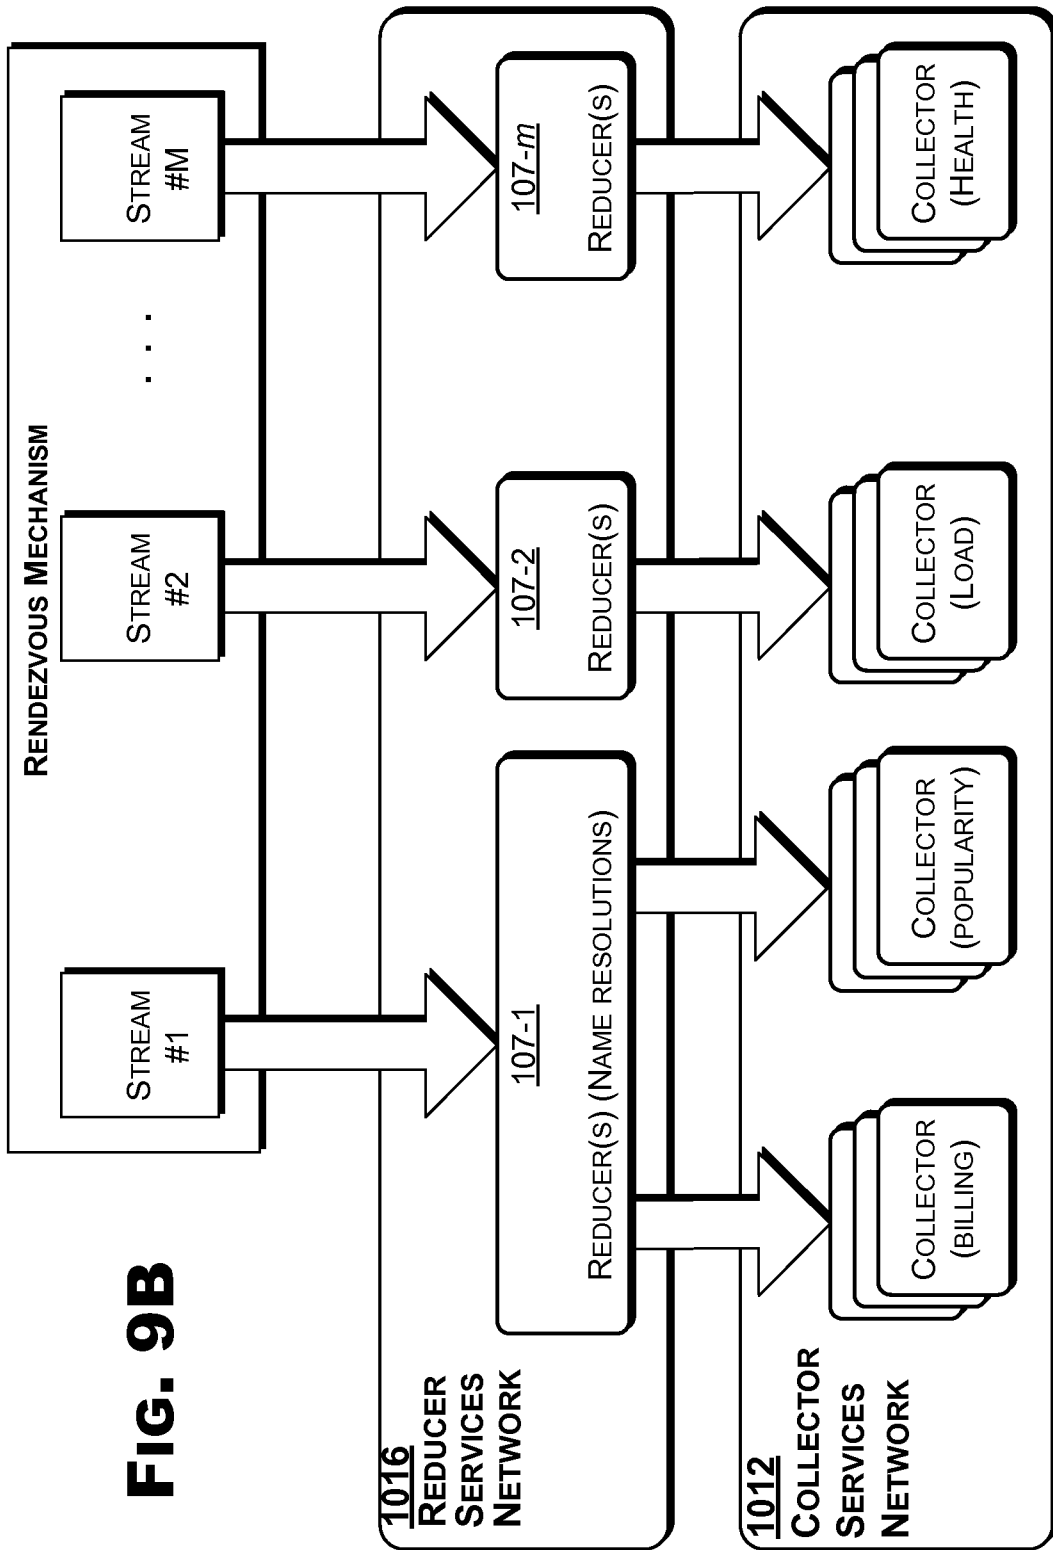 FIG. 9B
RENDEZVOUS MECHANISM
STREAM
#1
STREAM
#2
. . .
STREAM
#M
1016
REDUCER
SERVICES
NETWORK
107-1
REDUCER(S) (NAME RESOLUTIONS)
107-2
REDUCER(S)
107-m
REDUCER(S)
1012
COLLECTOR
SERVICES
NETWORK
COLLECTOR
(BILLING)
COLLECTOR
(POPULARITY)
COLLECTOR
(LOAD)
COLLECTOR
(HEALTH)